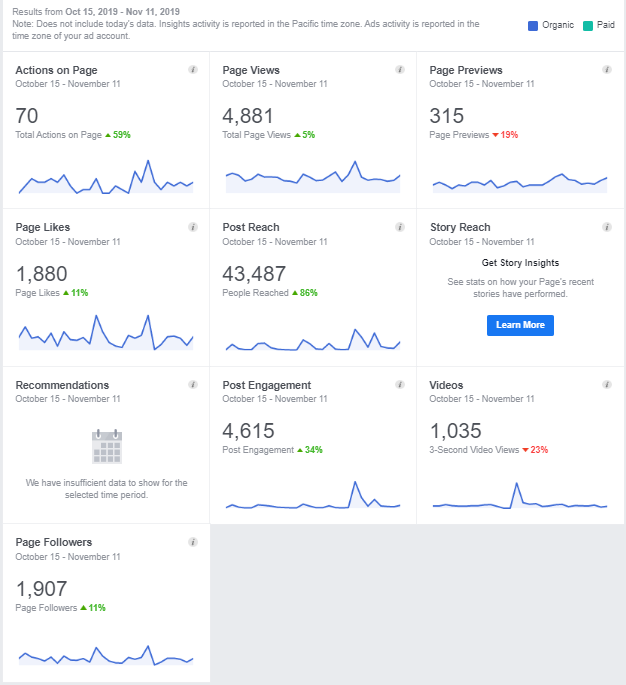 Results from Oct 15, 2019 - Nov 11, 2019
Note: Does not include today's data. Insights activity is reported in the Pacific time zone. Ads activity is reported in the
time zone of your ad account.
Organic
Paid
Actions on Page
October 15 - November 11
70
Total Actions on Page 59%
Page Views
October 15 - November 11
4,881
Total Page Views 5%
Page Previews
October 15 - November 11
315
Page Previews 19%
Page Likes
October 15 - November 11
1,880
Page Likes 11%
Post Reach
October 15 - November 11
43,487
People Reached 86%
Story Reach
October 15 - November 11
Get Story Insights
See stats on how your Page's recent
stories have performed.
Learn More
Recommendations
October 15 - November 11
We have insufficient data to show for the
selected time period.
Post Engagement
October 15 - November 11
4,615
Post Engagement 34%
Videos
October 15 - November 11
1,035
3-Second Video Views 23%
Page Followers
October 15 - November 11
1,907
Page Followers 11%